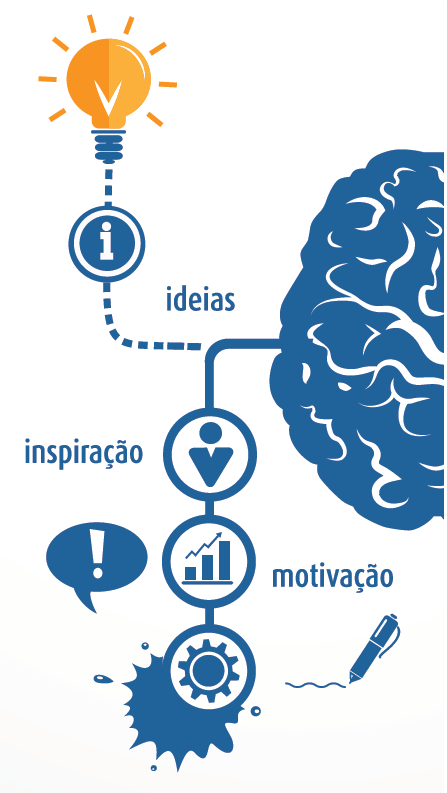 i
ideias
inspiração
!
motivação